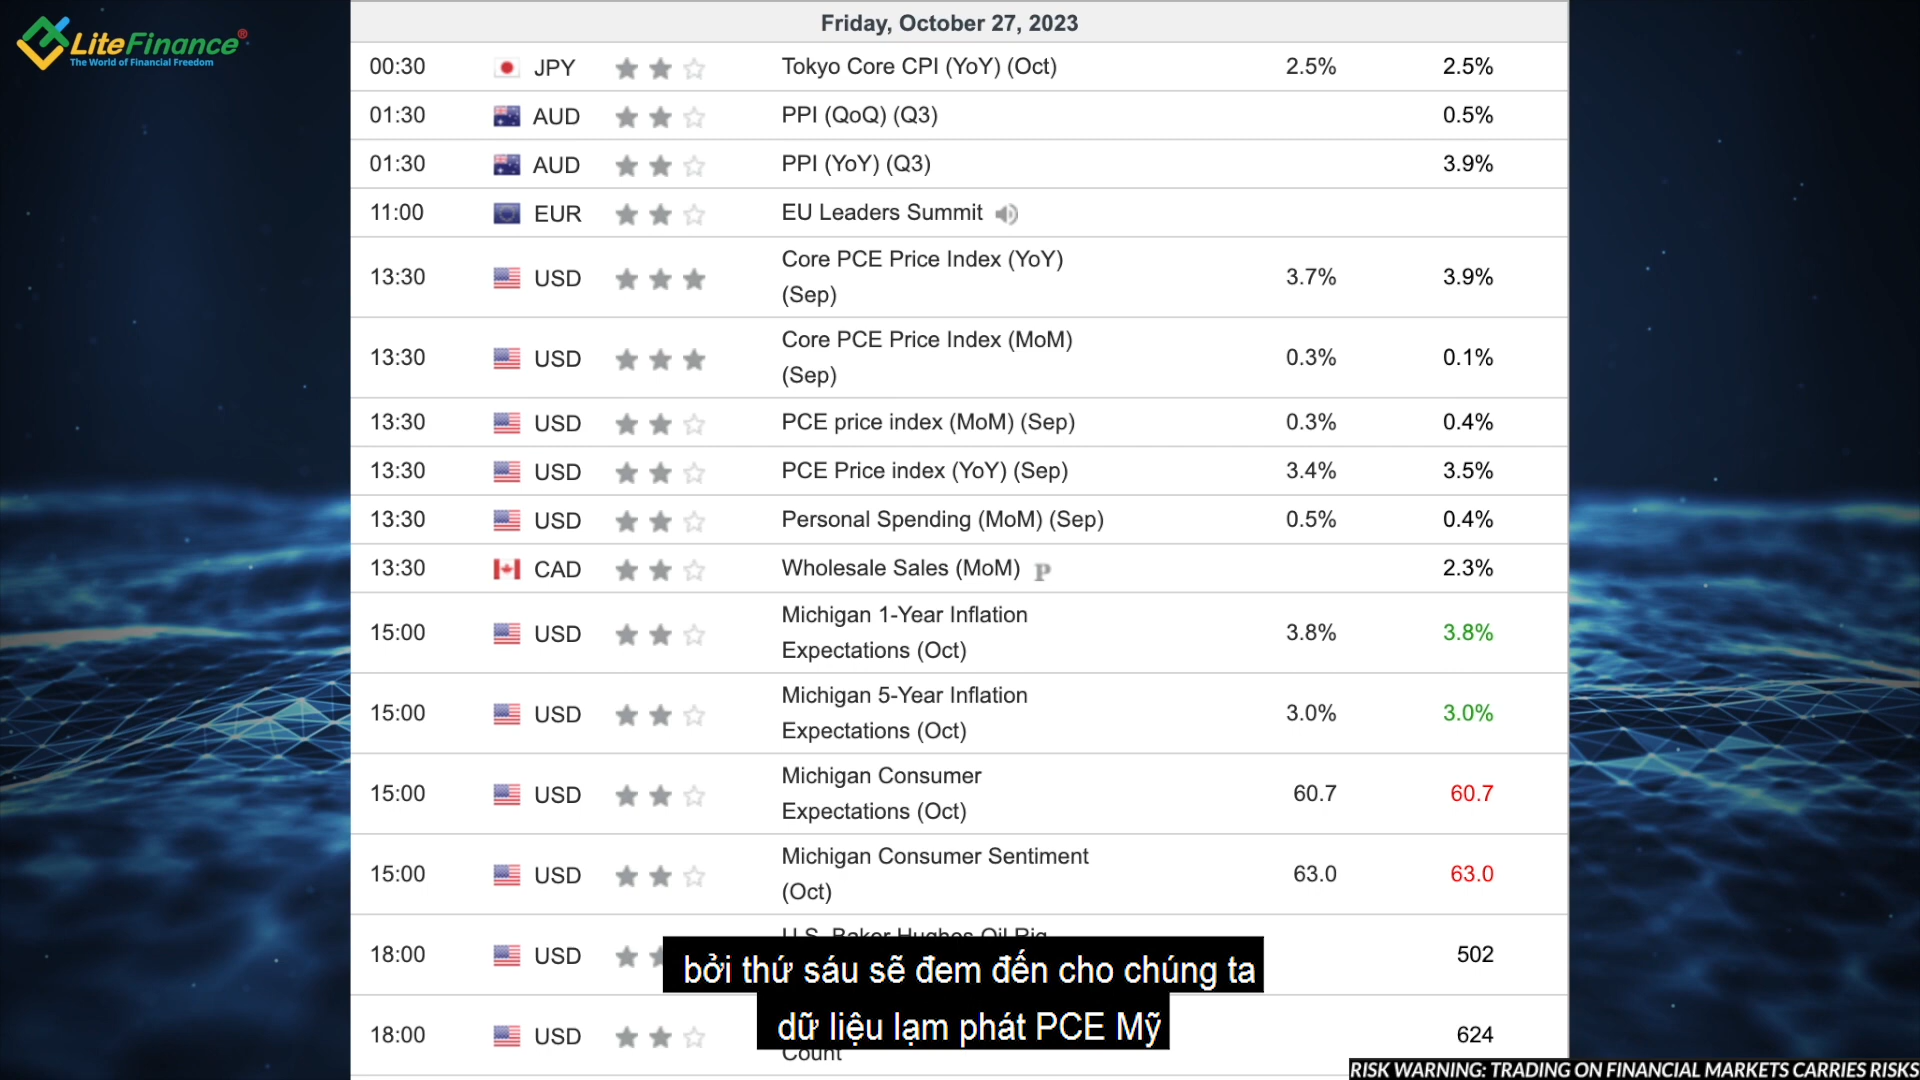 LiteFinance®
The World of Financial Freedom
Friday, October 27, 2023
00:30 JPY Tokyo Core CPI (YoY) (Oct) 2.5% 2.5%
01:30 AUD PPI (QoQ) (Q3) 0.5%
01:30 AUD PPI (YoY) (Q3) 3.9%
11:00 EUR EU Leaders Summit
13:30 USD Core PCE Price Index (YoY) 3.7% 3.9%
(Sep)
13:30 USD Core PCE Price Index (MoM) 0.3% 0.1%
(Sep)
13:30 USD PCE price index (MoM) (Sep) 0.3% 0.4%
13:30 USD PCE Price index (YoY) (Sep) 3.4% 3.5%
13:30 USD Personal Spending (MoM) (Sep) 0.5% 0.4%
13:30 CAD Wholesale Sales (MoM) P 2.3%
15:00 USD Michigan 1-Year Inflation 3.8% 3.8%
Expectations (Oct)
15:00 USD Michigan 5-Year Inflation 3.0% 3.0%
Expectations (Oct)
15:00 USD Michigan Consumer 60.7 60.7
Expectations (Oct)
15:00 USD Michigan Consumer Sentiment 63.0 63.0
(Oct)
18:00 USD U.S. Baker Hughes Oil Rig 502
18:00 USD 624
Count
bởi thứ sáu sẽ đem đến cho chúng ta
dữ liệu lạm phát PCE Mỹ
RISK WARNING: TRADING ON FINANCIAL MARKETS CARRIES RISKS